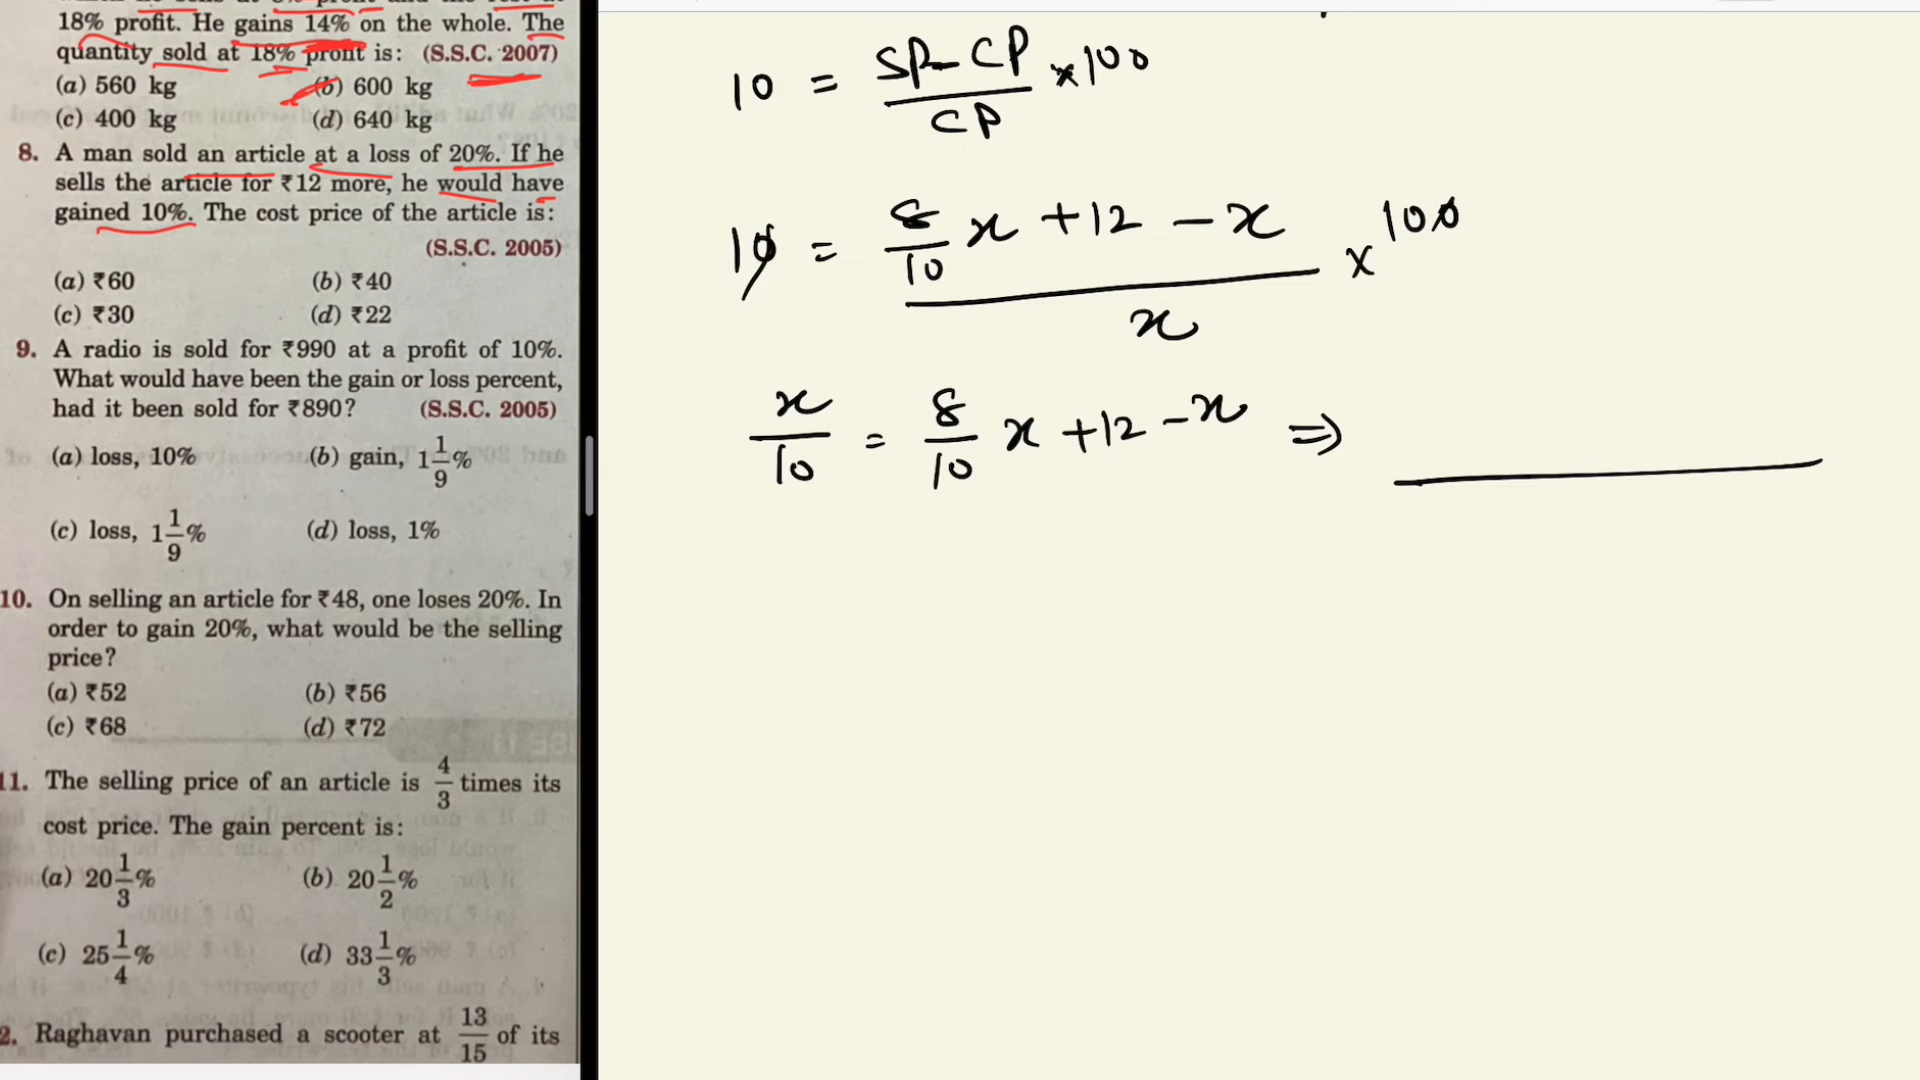 18% profit. He gains 14% on the whole. The
quantity sold at 18% profit is: (S.S.C. 2007)
(a) 560 kg (b) 600 kg
(c) 400 kg (d) 640 kg
8. A man sold an article at a loss of 20%. If he
sells the article for ₹12 more, he would have
gained 10%. The cost price of the article is:
(S.S.C. 2005)
(a) ₹60 (b) ₹40
(c) ₹30 (d) ₹22
9. A radio is sold for ₹990 at a profit of 10%.
What would have been the gain or loss percent,
had it been sold for ₹890? (S.S.C. 2005)
(a) loss, 10% (b) gain, 1 1/9 %
(c) loss, 1 1/9 % (d) loss, 1%
10. On selling an article for ₹48, one loses 20%. In
order to gain 20%, what would be the selling
price?
(a) ₹52 (b) ₹56
(c) ₹68 (d) ₹72
11. The selling price of an article is 4/3 times its
cost price. The gain percent is:
(a) 20 1/3 % (b) 20 1/2 %
(c) 25 1/4 % (d) 33 1/3 %
2. Raghavan purchased a scooter at 13/15 of its
10 = SP - CP / CP × 100
10 = 8/10 x + 12 - x / x × 100
x/10 = 8/10 x + 12 - x ⇒